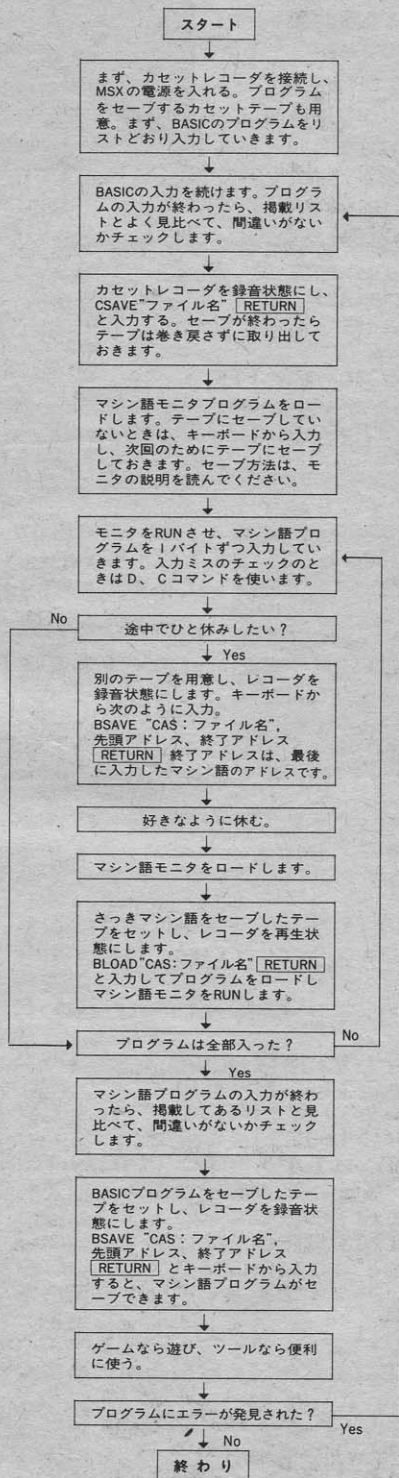 スタート
まず、カセットレコーダを接続し、
MSXの電源を入れる。プログラム
をセーブするカセットテープも用
意。まず、BASICのプログラムをリ
ストどおり入力していきます。
BASICの入力を続けます。プログラ
ムの入力が終わったら、掲載リス
トとよく見比べて、間違いがない
かチェックします。
カセットレコーダを録音状態にし、
CSAVE"ファイル名" RETURN
と入力する。セーブが終わったら
テープは巻き戻さずに取り出して
おきます。
マシン語モニタプログラムをロー
ドします。テープにセーブしてい
ないときは、キーボードから入力
し、次回のためにテープにセーブ
しておきます。セーブ方法は、モ
ニタの説明を読んでください。
モニタをRUNさせ、マシン語プロ
グラムを1バイトずつ入力してい
きます。入力ミスのチェックのと
きはD、Cコマンドを使います。
No
途中でひと休みしたい?
Yes
別のテープを用意し、レコーダを
録音状態にします。キーボードか
ら次のように入力。
BSAVE "CAS:ファイル名",
先頭アドレス、終了アドレス
RETURN 終了アドレスは、最後
に入力したマシン語のアドレスです。
好きなように休む。
マシン語モニタをロードします。
さっきマシン語をセーブしたテー
プをセットし、レコーダを再生状
態にします。
BLOAD"CAS:ファイル名" RETURN
と入力してプログラムをロードし
マシン語モニタをRUNします。
プログラムは全部入った?
No
Yes
マシン語プログラムの入力が終わ
ったら、掲載してあるリストと見
比べて、間違いがないかチェック
します。
BASICプログラムをセーブしたテー
プをセットし、レコーダを録音状
態にします。
BSAVE "CAS:ファイル名",
先頭アドレス、終了アドレス
RETURN とキーボードから入力
すると、マシン語プログラムがセ
ーブできます。
ゲームなら遊び、ツールなら便利
に使う。
プログラムにエラーが発見された?
Yes
No
終わり